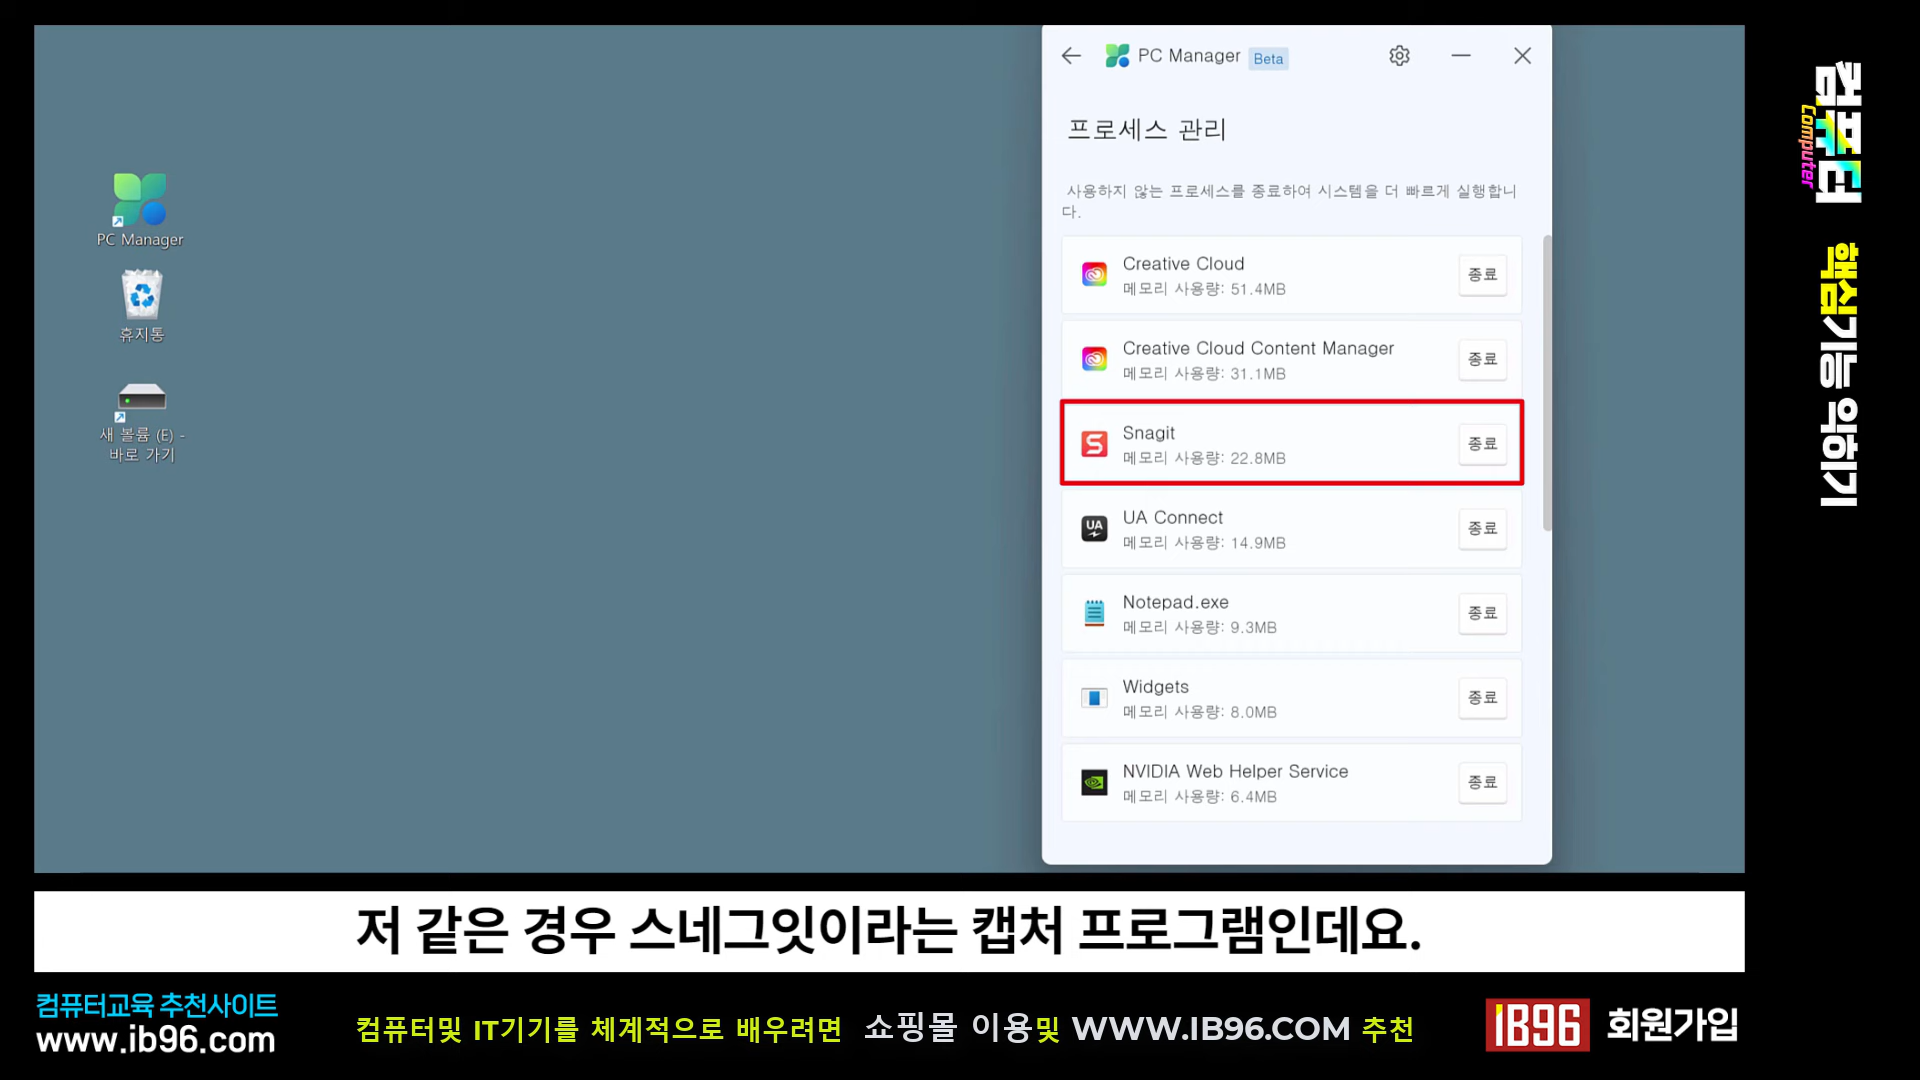 PC Manager
휴지통
새 볼륨 (E) -
바로 가기
PC Manager Beta
프로세스 관리
사용하지 않는 프로세스를 종료하여 시스템을 더 빠르게 실행합니
다.
Creative Cloud
메모리 사용량: 51.4MB
종료
Creative Cloud Content Manager
메모리 사용량: 31.1MB
종료
S
Snagit
메모리 사용량: 22.8MB
종료
UA
UA Connect
메모리 사용량: 14.9MB
종료
Notepad.exe
메모리 사용량: 9.3MB
종료
Widgets
메모리 사용량: 8.0MB
종료
NVIDIA Web Helper Service
메모리 사용량: 6.4MB
종료
컴퓨터 핵심기능 익히기
Computer
저 같은 경우 스네그잇이라는 캡처 프로그램인데요.
컴퓨터교육 추천사이트
www.ib96.com
컴퓨터및 IT기기를 체계적으로 배우려면 쇼핑몰 이용및 WWW.IB96.COM 추천
IB96 회원가입